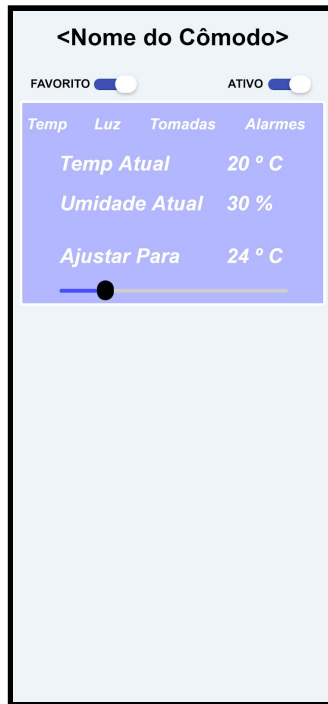 <Nome do Cômodo>
FAVORITO ATIVO
Temp Luz Tomadas Alarmes
Temp Atual 20 º C
Umidade Atual 30 %
Ajustar Para 24 º C